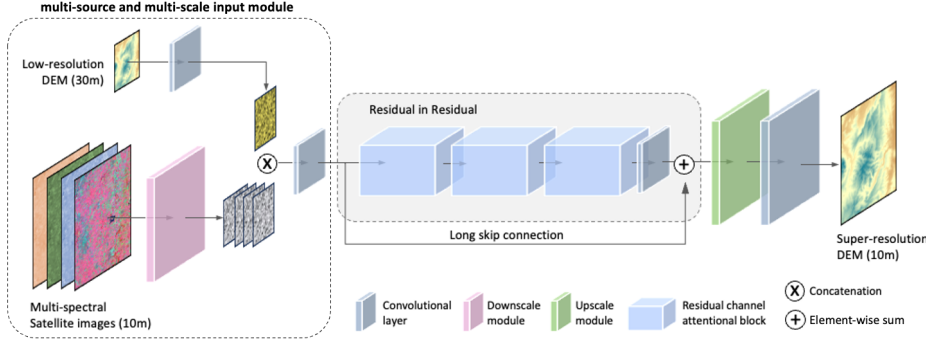 multi-source and multi-scale input module
Low-resolution
DEM (30m)
X
Residual in Residual
+
Long skip connection
Super-resolution
DEM (10m)
Multi-spectral
Satellite images (10m)
Convolutional
layer
Downscale
module
Upscale
module
Residual channel
attentional block
X Concatenation
+ Element-wise sum